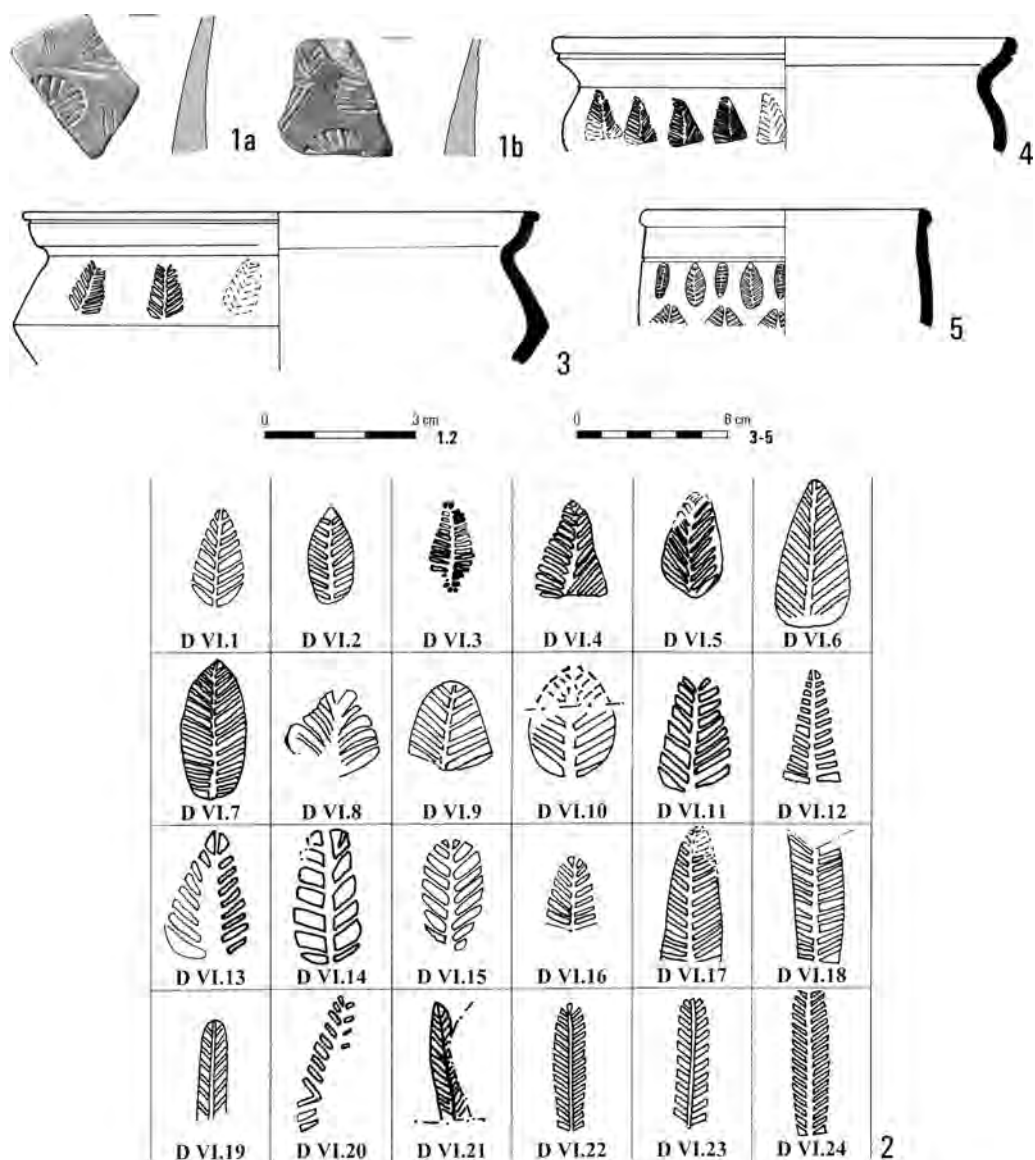 1a
1b
4
3
5
0 3 cm
1.2
0 6 cm
3-5
D VI.1 D VI.2 D VI.3 D VI.4 D VI.5 D VI.6
D VI.7 D VI.8 D VI.9 D VI.10 D VI.11 D VI.12
D VI.13 D VI.14 D VI.15 D VI.16 D VI.17 D VI.18
D VI.19 D VI.20 D VI.21 D VI.22 D VI.23 D VI.24
2